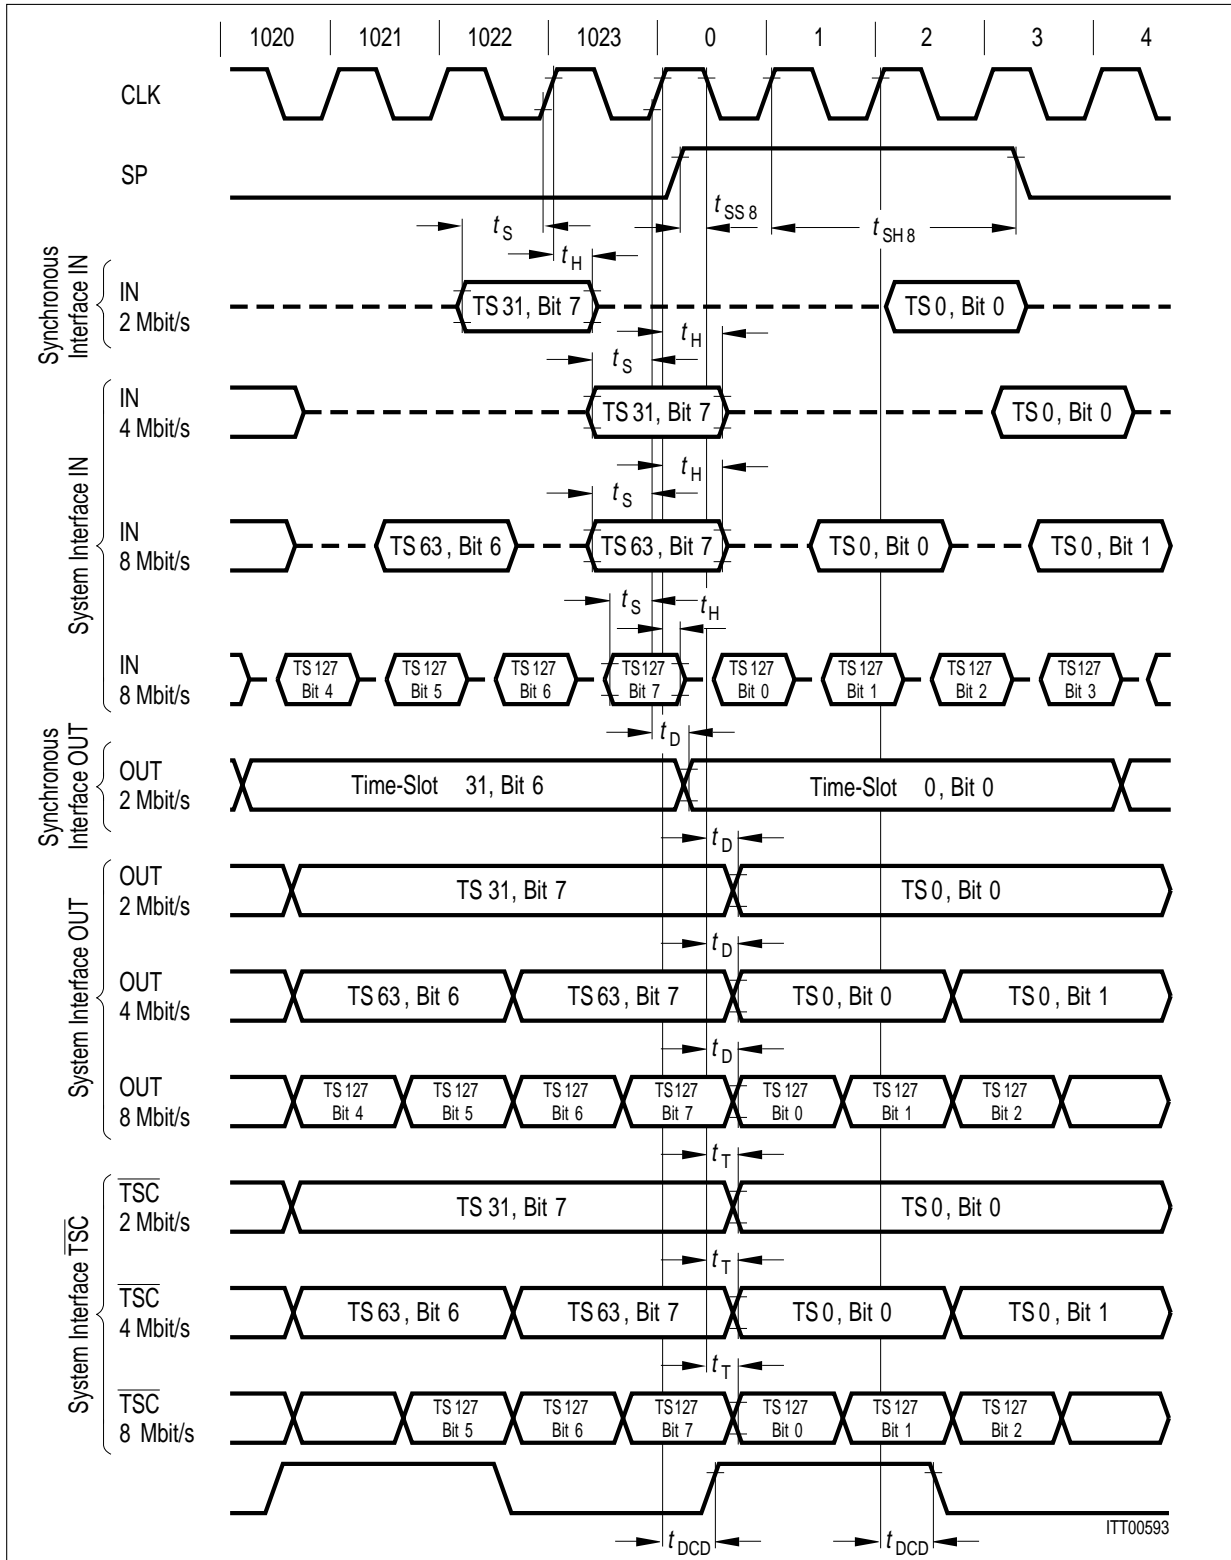 1020 1021 1022 1023 0 1 2 3 4
CLK
SP
t SS 8
t S
t SH 8
t H
Synchronous
Interface IN
IN
2 Mbit/s
TS 31, Bit 7
TS 0, Bit 0
t H
t S
System Interface IN
IN
4 Mbit/s
TS 31, Bit 7
TS 0, Bit 0
t H
t S
IN
8 Mbit/s
TS 63, Bit 6
TS 63, Bit 7
TS 0, Bit 0
TS 0, Bit 1
t S
t H
IN
8 Mbit/s
TS 127
Bit 4
TS 127
Bit 5
TS 127
Bit 6
TS 127
Bit 7
TS 127
Bit 0
TS 127
Bit 1
TS 127
Bit 2
TS 127
Bit 3
t D
Synchronous
Interface OUT
OUT
2 Mbit/s
Time-Slot 31, Bit 6
Time-Slot 0, Bit 0
t D
System Interface OUT
OUT
2 Mbit/s
TS 31, Bit 7
TS 0, Bit 0
t D
OUT
4 Mbit/s
TS 63, Bit 6
TS 63, Bit 7
TS 0, Bit 0
TS 0, Bit 1
t D
OUT
8 Mbit/s
TS 127
Bit 4
TS 127
Bit 5
TS 127
Bit 6
TS 127
Bit 7
TS 127
Bit 0
TS 127
Bit 1
TS 127
Bit 2
t T
System Interface TSC
TSC
2 Mbit/s
TS 31, Bit 7
TS 0, Bit 0
t T
TSC
4 Mbit/s
TS 63, Bit 6
TS 63, Bit 7
TS 0, Bit 0
TS 0, Bit 1
t T
TSC
8 Mbit/s
TS 127
Bit 5
TS 127
Bit 6
TS 127
Bit 7
TS 127
Bit 0
TS 127
Bit 1
TS 127
Bit 2
ITT00593
t DCD
t DCD